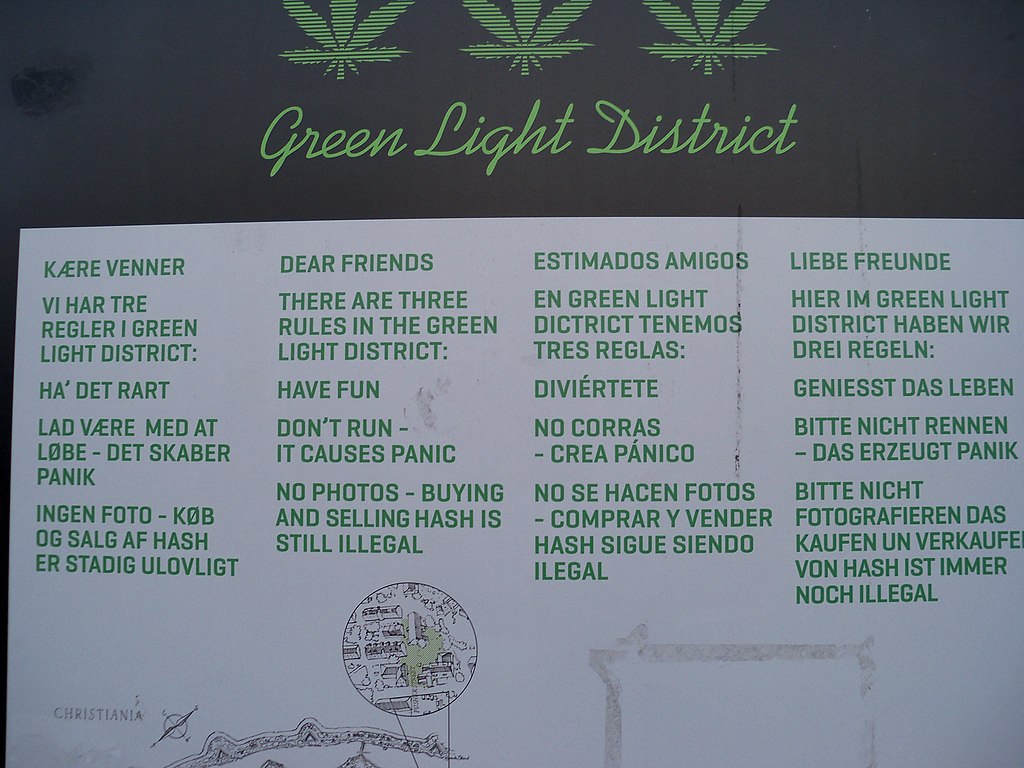 Green Light District
KÆRE VENNER
VI HAR TRE
REGLER I GREEN
LIGHT DISTRICT:
HA' DET RART
LAD VÆRE MED AT
LØBE - DET SKABER
PANIK
INGEN FOTO - KØB
OG SALG AF HASH
ER STADIG ULOVLIGT
DEAR FRIENDS
THERE ARE THREE
RULES IN THE GREEN
LIGHT DISTRICT:
HAVE FUN
DON'T RUN -
IT CAUSES PANIC
NO PHOTOS - BUYING
AND SELLING HASH IS
STILL ILLEGAL
ESTIMADOS AMIGOS
EN GREEN LIGHT
DICTRICT TENEMOS
TRES REGLAS:
DIVIÉRTETE
NO CORRAS
- CREA PÁNICO
NO SE HACEN FOTOS
- COMPRAR Y VENDER
HASH SIGUE SIENDO
ILEGAL
LIEBE FREUNDE
HIER IM GREEN LIGHT
DISTRICT HABEN WIR
DREI REGELN:
GENIESST DAS LEBEN
BITTE NICHT RENNEN
– DAS ERZEUGT PANIK
BITTE NICHT
FOTOGRAFIEREN DAS
KAUFEN UN VERKAUFE
VON HASH IST IMMER
NOCH ILLEGAL
CHRISTIANIA